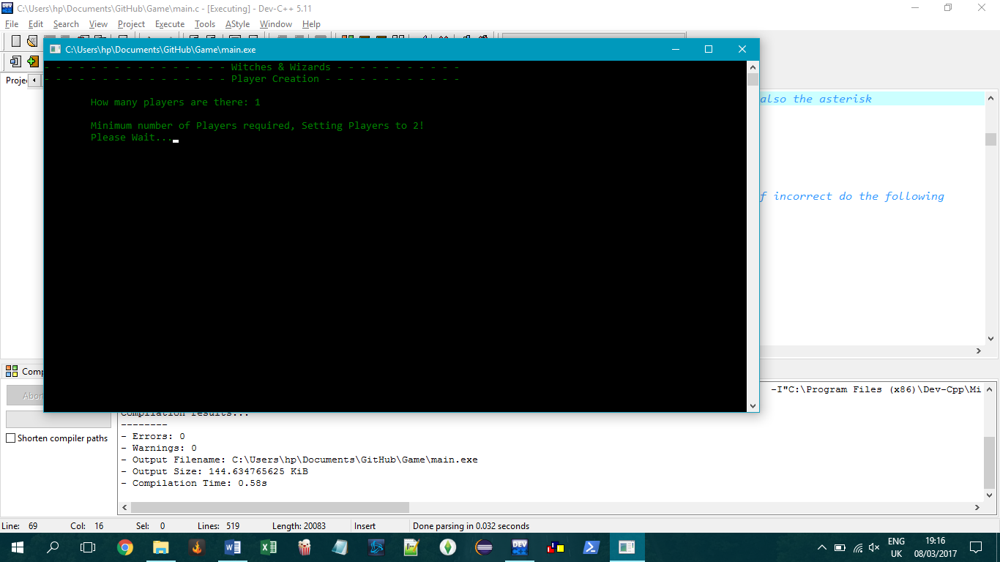 C:\Users\hp\Documents\GitHub\Game\main.c - [Executing] - Dev-C++ 5.11
File Edit Search View Project Execute Tools AStyle Window Help
C:\Users\hp\Documents\GitHub\Game\main.exe
- - - - - - - - - - - - - - - - Witches & Wizards - - - - - - - - - - -
- - - - - - - - - - - - - - - - Player Creation - - - - - - - - - - - -
How many players are there: 1
Minimum number of Players required, Setting Players to 2!
Please Wait...
Proje
also the asterisk
f incorrect do the following
Comp
Abor
Shorten compiler paths
-I"C:\Program Files (x86)\Dev-Cpp\Mi
Compilation results...
--------
- Errors: 0
- Warnings: 0
- Output Filename: C:\Users\hp\Documents\GitHub\Game\main.exe
- Output Size: 144.634765625 KiB
- Compilation Time: 0.58s
Line: 69 Col: 16 Sel: 0 Lines: 519 Length: 20083 Insert Done parsing in 0.032 seconds
DEV
ENG
UK
19:16
08/03/2017